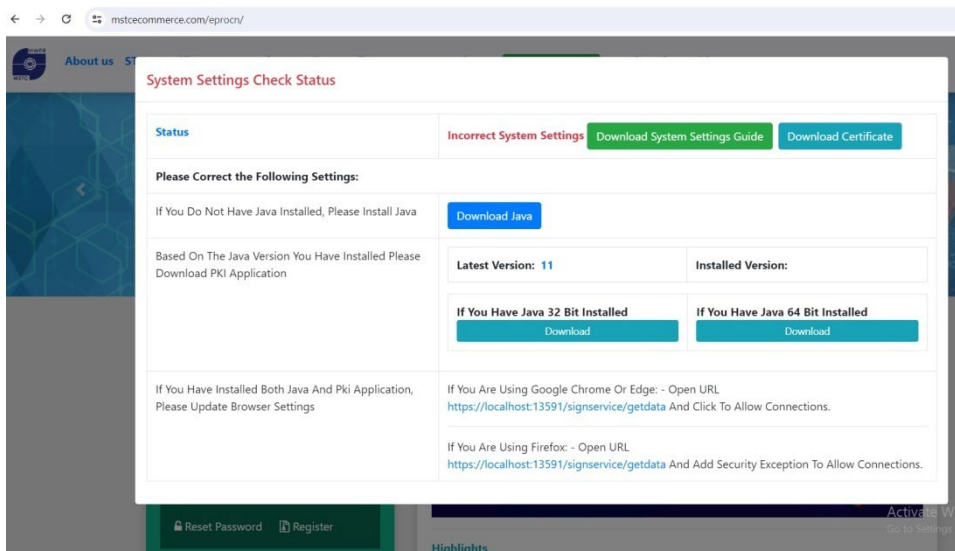 mstcecommerce.com/eprocn/
MSTC
About us
System Settings Check Status
Status
Incorrect System Settings Download System Settings Guide Download Certificate
Please Correct the Following Settings:
If You Do Not Have Java Installed, Please Install Java
Download Java
Based On The Java Version You Have Installed Please
Download PKI Application
Latest Version: 11 Installed Version:
If You Have Java 32 Bit Installed If You Have Java 64 Bit Installed
Download Download
If You Have Installed Both Java And Pki Application,
Please Update Browser Settings
If You Are Using Google Chrome Or Edge: - Open URL
https://localhost:13591/signservice/getdata And Click To Allow Connections.
If You Are Using Firefox: - Open URL
https://localhost:13591/signservice/getdata And Add Security Exception To Allow Connections.
Reset Password Register
Highlights
Activate W
Go to Settings